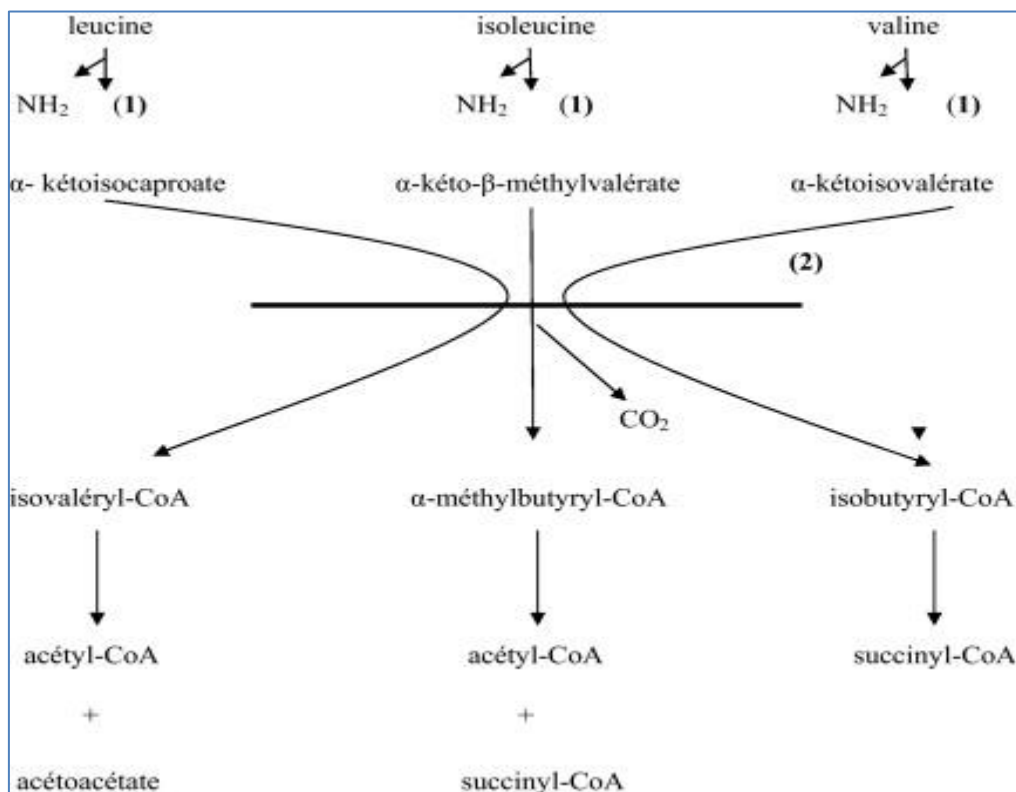 leucine isoleucine valine
NH₂ (1) NH₂ (1) NH₂ (1)
α- kétoisocaproate α-kéto-β-méthylvalérate α-kétoisovalérate
(2)
CO₂
isovaléryl-CoA α-méthylbutyryl-CoA isobutyryl-CoA
acétyl-CoA acétyl-CoA succinyl-CoA
+ +
acétoacétate succinyl-CoA